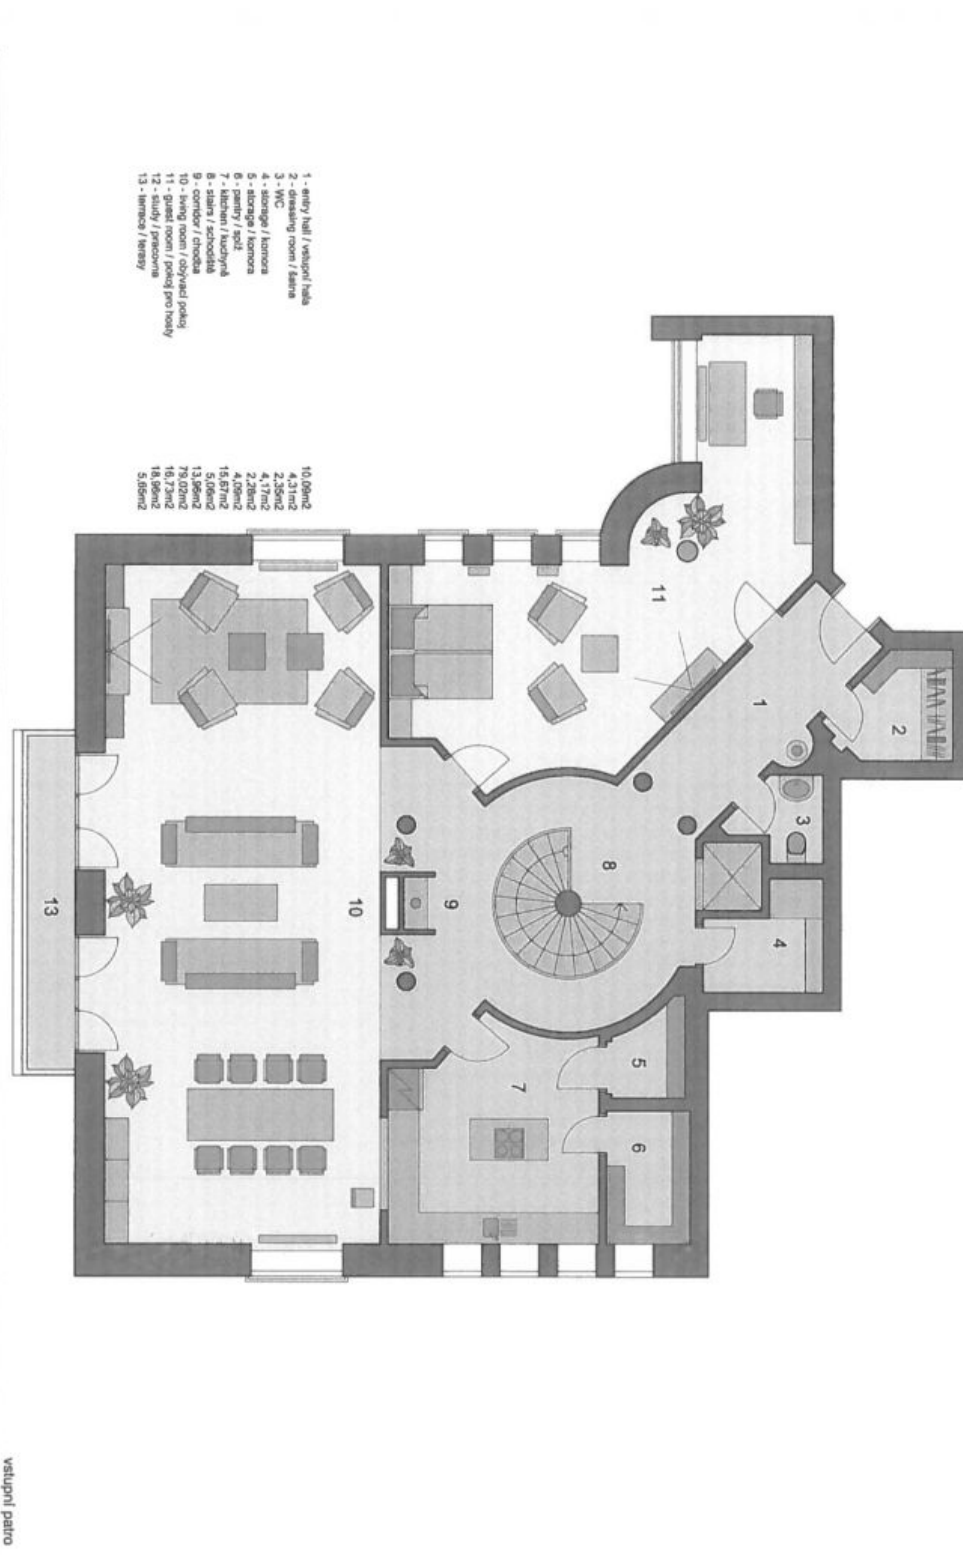 1 - entry hall / vstupní hala 10,09m2
2 - dressing room / šatna 4,31m2
3 - WC 2,35m2
4 - storage / komora 4,17m2
5 - storage / komora 2,28m2
6 - pantry / spíž 4,09m2
7 - kitchen / kuchyně 15,67m2
8 - stairs / schodiště 5,06m2
9 - corridor / chodba 13,96m2
10 - living room / obývací pokoj 79,02m2
11 - guest room / pokoj pro hosty 16,73m2
12 - study / pracovna 18,96m2
13 - terrace / terasy 5,65m2
2
3
4
1
11
5
6
8
7
9
10
13
vstupní patro